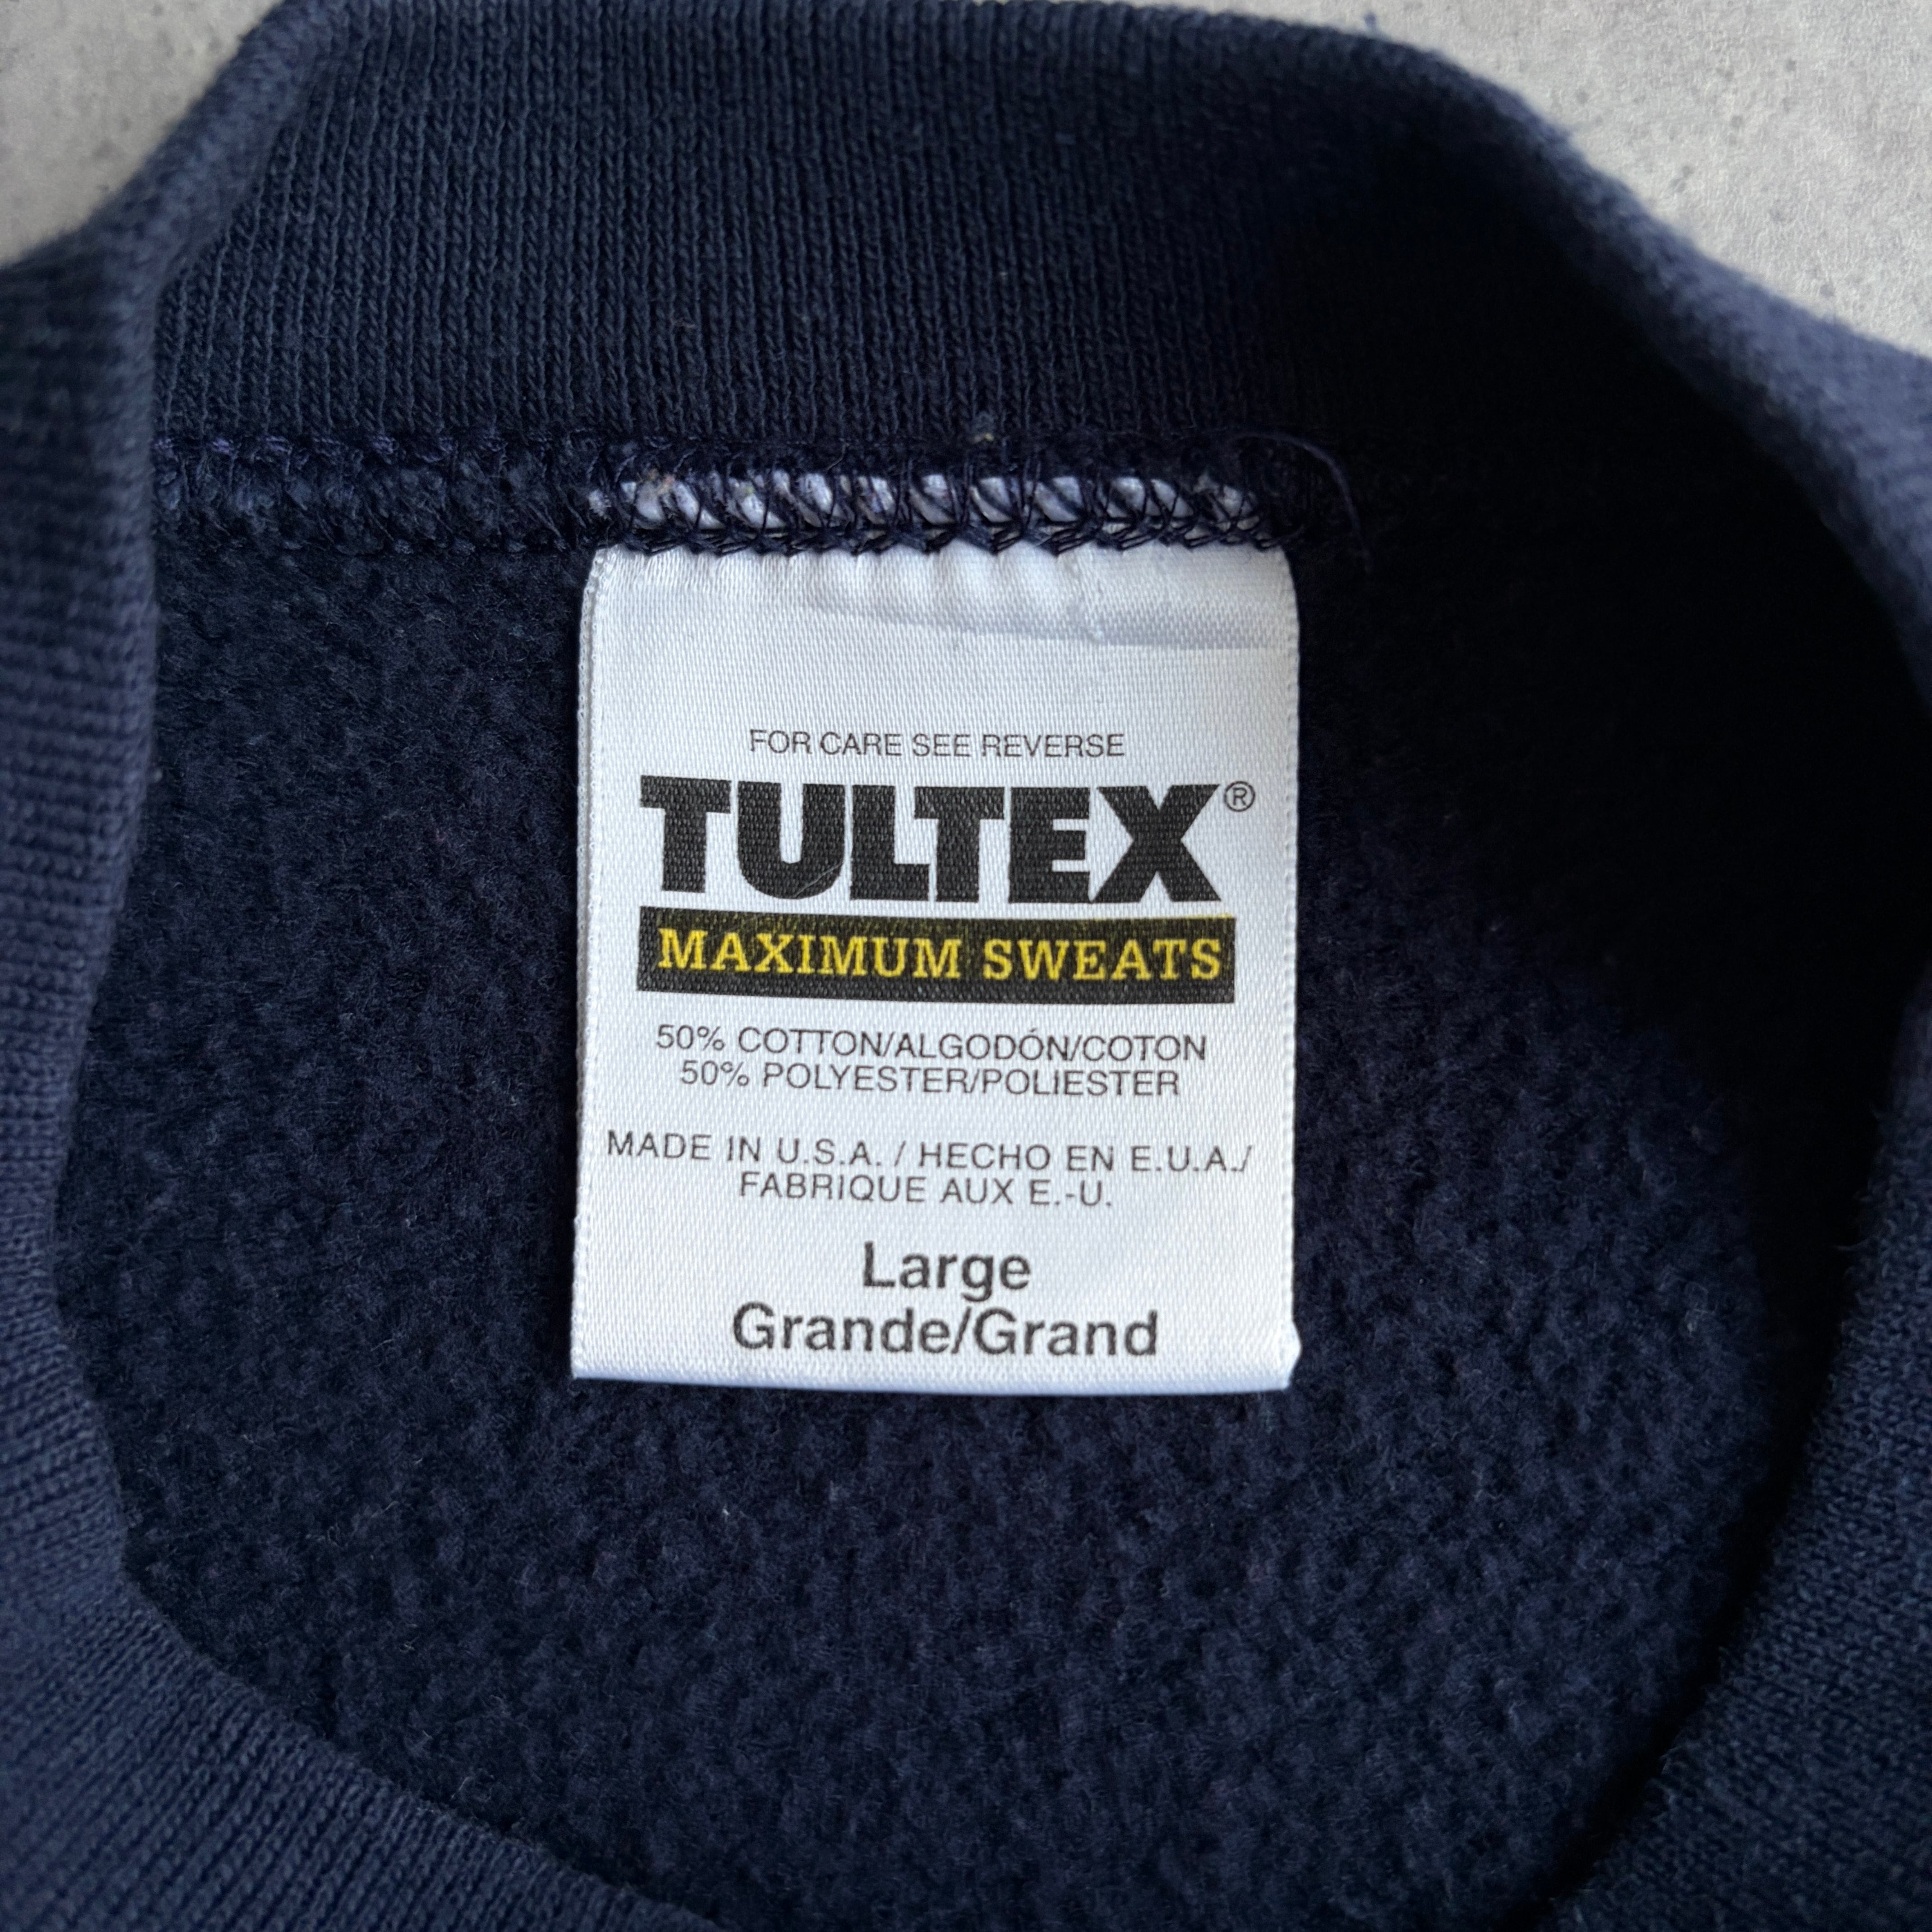 FOR CARE SEE REVERSE
TULTEX®
MAXIMUM SWEATS
50% COTTON/ALGODÓN/COTON
50% POLYESTER/POLIESTER
MADE IN U.S.A. / HECHO EN E.U.A./
FABRIQUE AUX E.-U.
Large
Grande/Grand